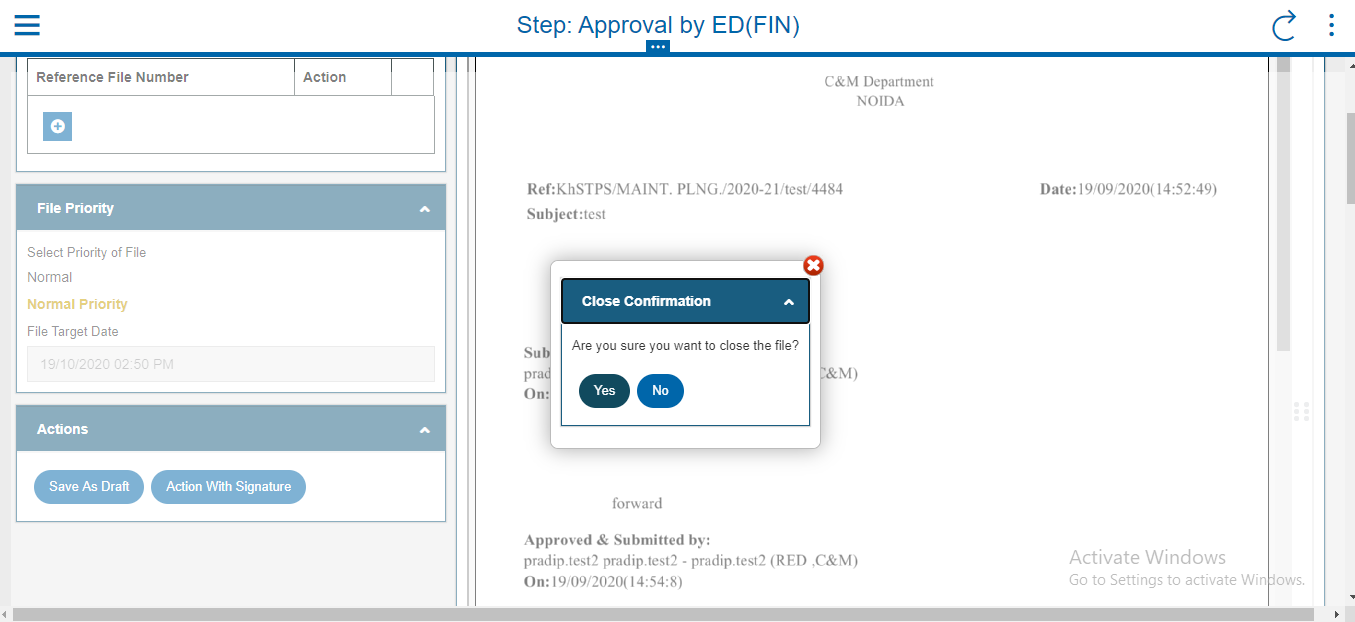 Step: Approval by ED(FIN)
Reference File Number Action
File Priority
Select Priority of File
Normal
Normal Priority
File Target Date
19/10/2020 02:50 PM
Actions
Save As Draft Action With Signature
C&M Department
NOIDA
Ref:KhSTPS/MAINT. PLNG./2020-21/test/4484 Date:19/09/2020(14:52:49)
Subject:test
Close Confirmation
Are you sure you want to close the file?
Yes No
C&M)
On:
forward
Approved & Submitted by:
pradip.test2 pradip.test2 - pradip.test2 (RED ,C&M)
On:19/09/2020(14:54:8)
Activate Windows
Go to Settings to activate Windows.